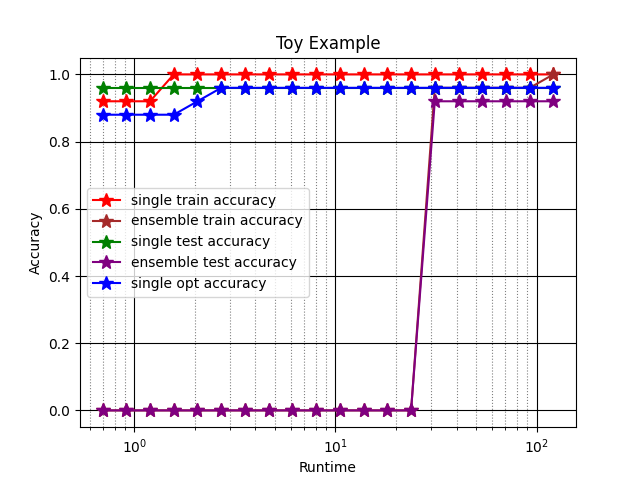 Toy Example
1.0
0.8
0.6
0.4
0.2
0.0
Accuracy
single train accuracy
ensemble train accuracy
single test accuracy
ensemble test accuracy
single opt accuracy
10⁰
10¹
10²
Runtime